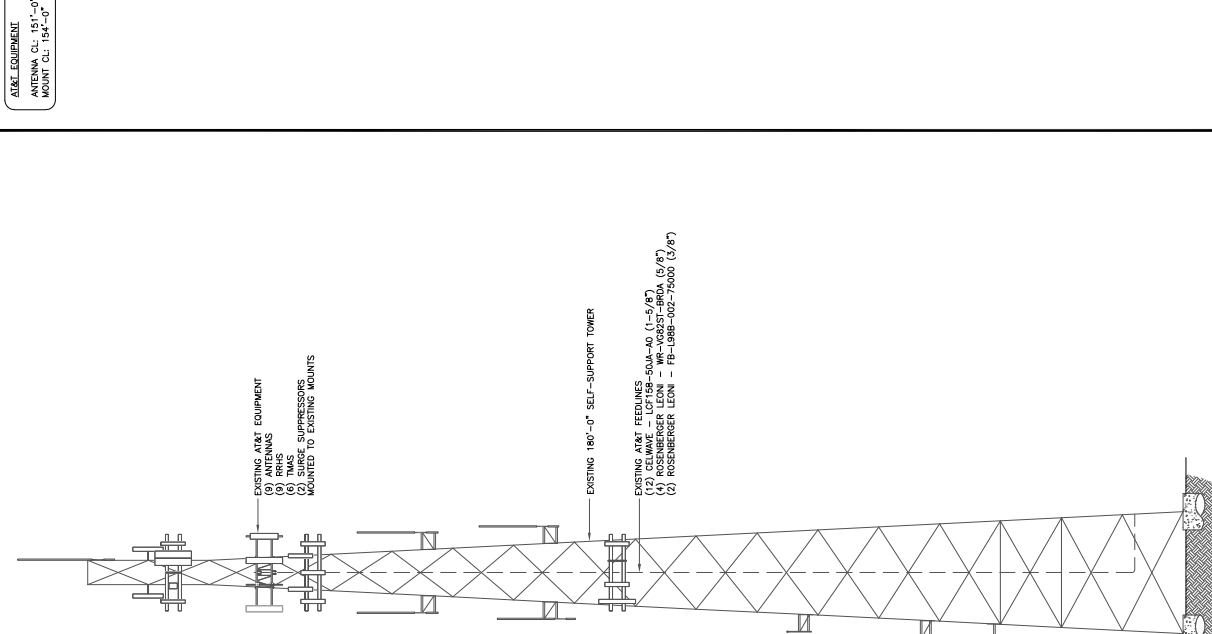 AT&T EQUIPMENT
ANTENNA CL: 151'-0"
MOUNT CL: 154'-0"
EXISTING AT&T EQUIPMENT
(9) ANTENNAS
(9) RRHS
(6) TMAS
(2) SURGE SUPPRESSORS
MOUNTED TO EXISTING MOUNTS
EXISTING 180'-0" SELF-SUPPORT TOWER
EXISTING AT&T FEEDLINES
(12) CELWAVE - LCF158-50JA-A0 (1-5/8")
(4) ROSENBERGER LEONI - WR-VG82ST-BRDA (5/8")
(2) ROSENBERGER LEONI - FB-L98B-002-75000 (3/8")